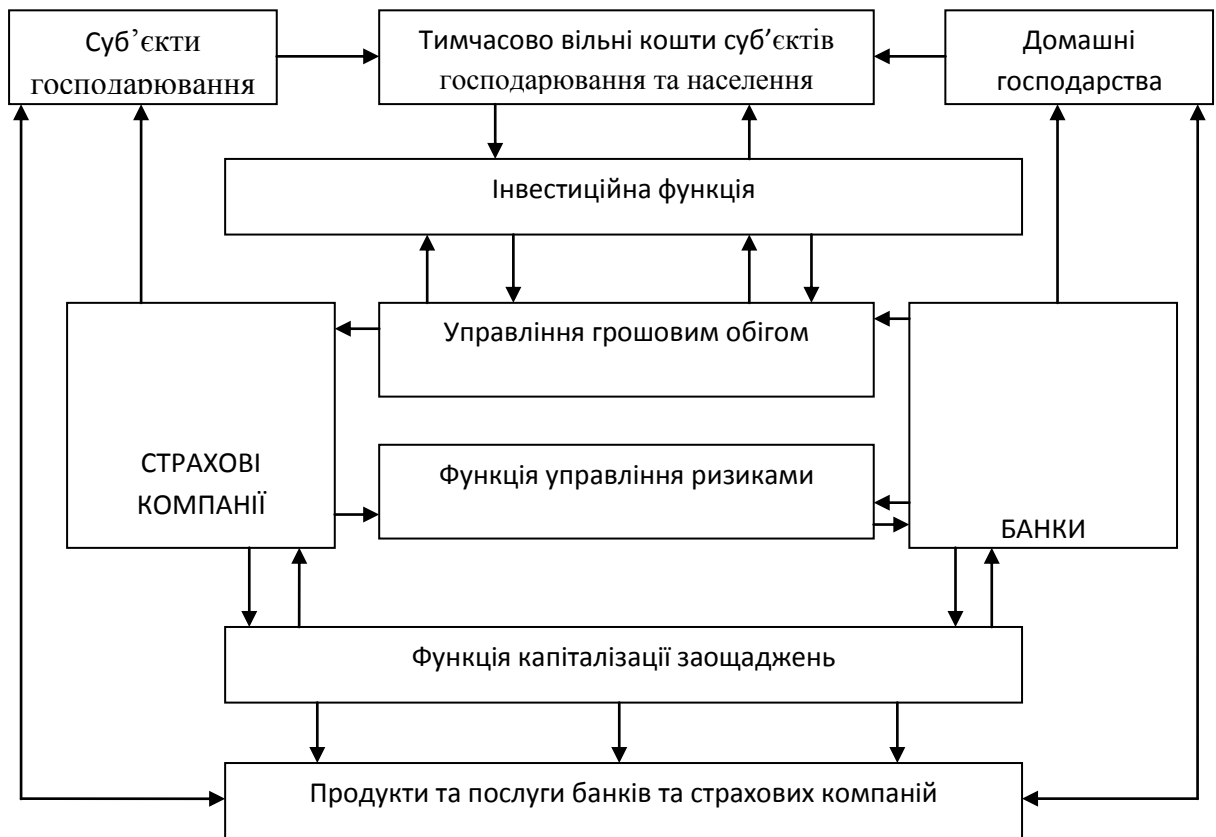 Суб’єкти
господарювання
Тимчасово вільні кошти суб’єктів
господарювання та населення
Домашні
господарства
Інвестиційна функція
Управління грошовим обігом
СТРАХОВІ
КОМПАНІЇ
Функція управління ризиками
БАНКИ
Функція капіталізації заощаджень
Продукти та послуги банків та страхових компаній